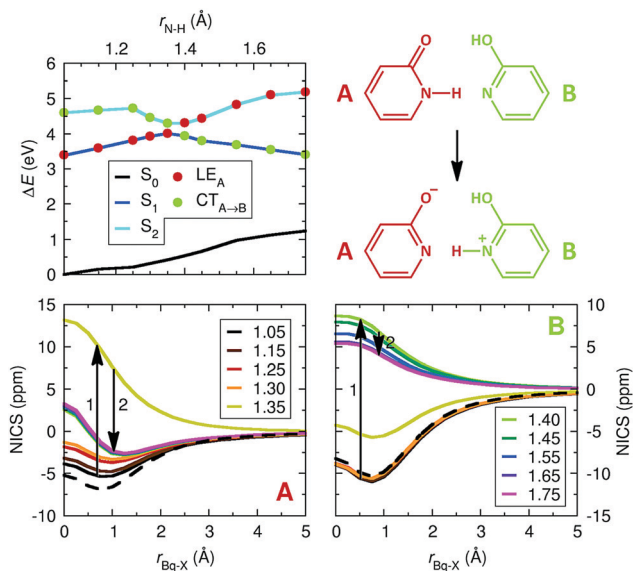 r_N-H (Å)
1.2 1.4 1.6
6
5
4
3
2
1
0
ΔE (eV)
S₀ LE_A
S₁ CT_A→B
S₂
O HO
A N-H N B
O⁻ HO
A N H-N⁺ B
15
10
5
0
-5
-10
NICS (ppm)
1 2
1.05
1.15
1.25
1.30
1.35
A
0 1 2 3 4 5
r_Bq-X (Å)
B
1 2
1.40
1.45
1.55
1.65
1.75
10
5
0
-5
-10
-15
NICS (ppm)
0 1 2 3 4 5
r_Bq-X (Å)